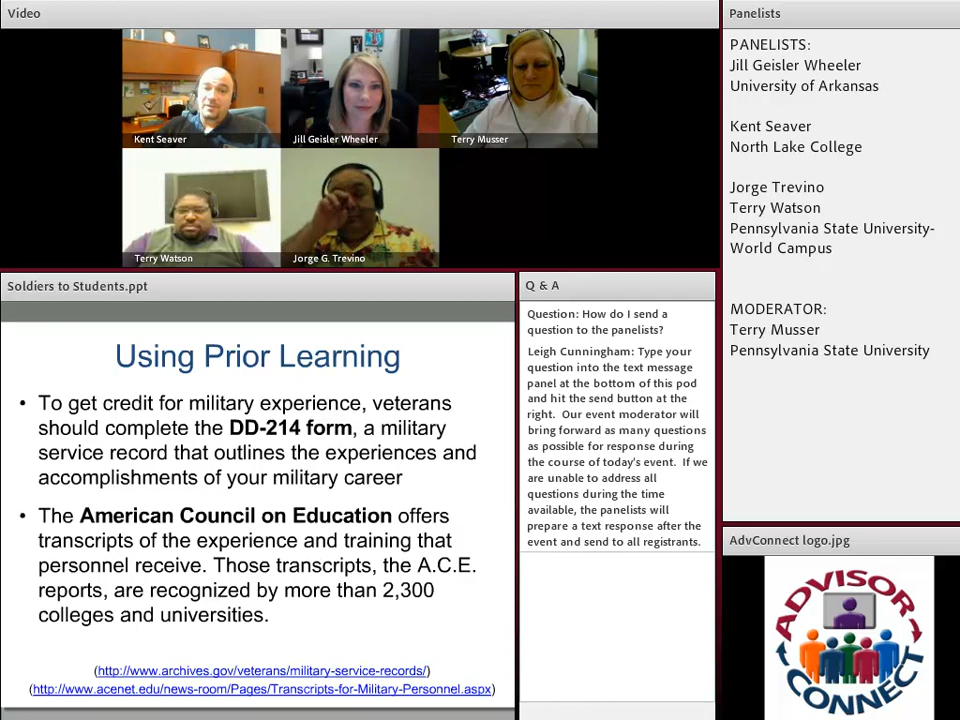 Video
Kent Seaver
Jill Geisler Wheeler
Terry Musser
Terry Watson
Jorge G. Trevino
Soldiers to Students.ppt
Using Prior Learning
• To get credit for military experience, veterans
should complete the DD-214 form, a military
service record that outlines the experiences and
accomplishments of your military career
• The American Council on Education offers
transcripts of the experience and training that
personnel receive. Those transcripts, the A.C.E.
reports, are recognized by more than 2,300
colleges and universities.
(http://www.archives.gov/veterans/military-service-records/)
(http://www.acenet.edu/news-room/Pages/Transcripts-for-Military-Personnel.aspx)
Q & A
Question: How do I send a
question to the panelists?
Leigh Cunningham: Type your
question into the text message
panel at the bottom of this pod
and hit the send button at the
right. Our event moderator will
bring forward as many questions
as possible for response during
the course of today's event. If we
are unable to address all
questions during the time
available, the panelists will
prepare a text response after the
event and send to all registrants.
Panelists
PANELISTS:
Jill Geisler Wheeler
University of Arkansas
Kent Seaver
North Lake College
Jorge Trevino
Terry Watson
Pennsylvania State University-
World Campus
MODERATOR:
Terry Musser
Pennsylvania State University
AdvConnect logo.jpg
ADVISOR
CONNECT